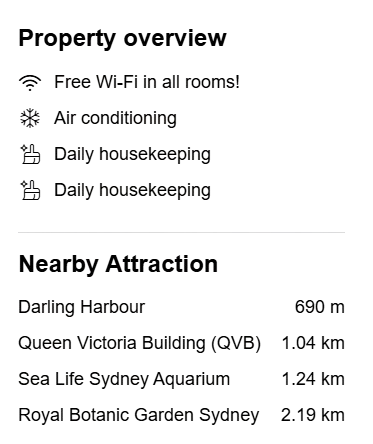 Property overview
Free Wi-Fi in all rooms!
Air conditioning
Daily housekeeping
Daily housekeeping
Nearby Attraction
Darling Harbour 690 m
Queen Victoria Building (QVB) 1.04 km
Sea Life Sydney Aquarium 1.24 km
Royal Botanic Garden Sydney 2.19 km